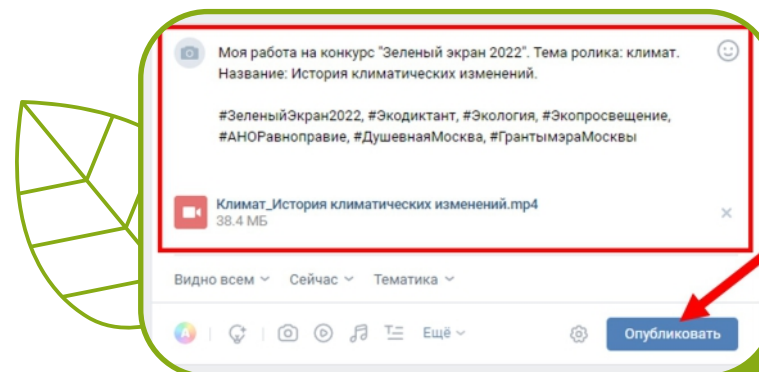 Моя работа на конкурс "Зеленый экран 2022". Тема ролика: климат.
Название: История климатических изменений.
#ЗеленыйЭкран2022, #Экодиктант, #Экология, #Экопросвещение,
#АНОРавноправие, #ДушевнаяМосква, #ГрантымэраМосквы
Климат_История климатических изменений.mp4
38.4 МБ
Видно всем Сейчас Тематика
Ещё Опубликовать